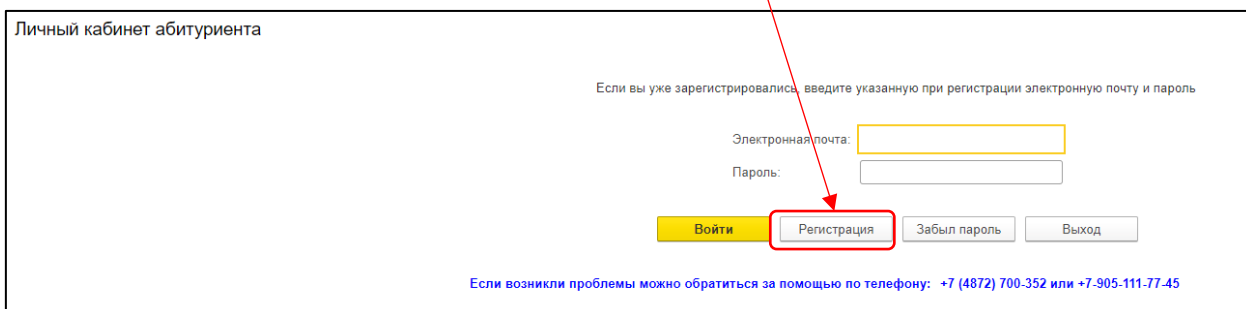 Личный кабинет абитуриента
Если вы уже зарегистрировались, введите указанную при регистрации электронную почту и пароль
Электронная почта:
Пароль:
Войти Регистрация Забыл пароль Выход
Если возникли проблемы можно обратиться за помощью по телефону: +7 (4872) 700-352 или +7-905-111-77-45